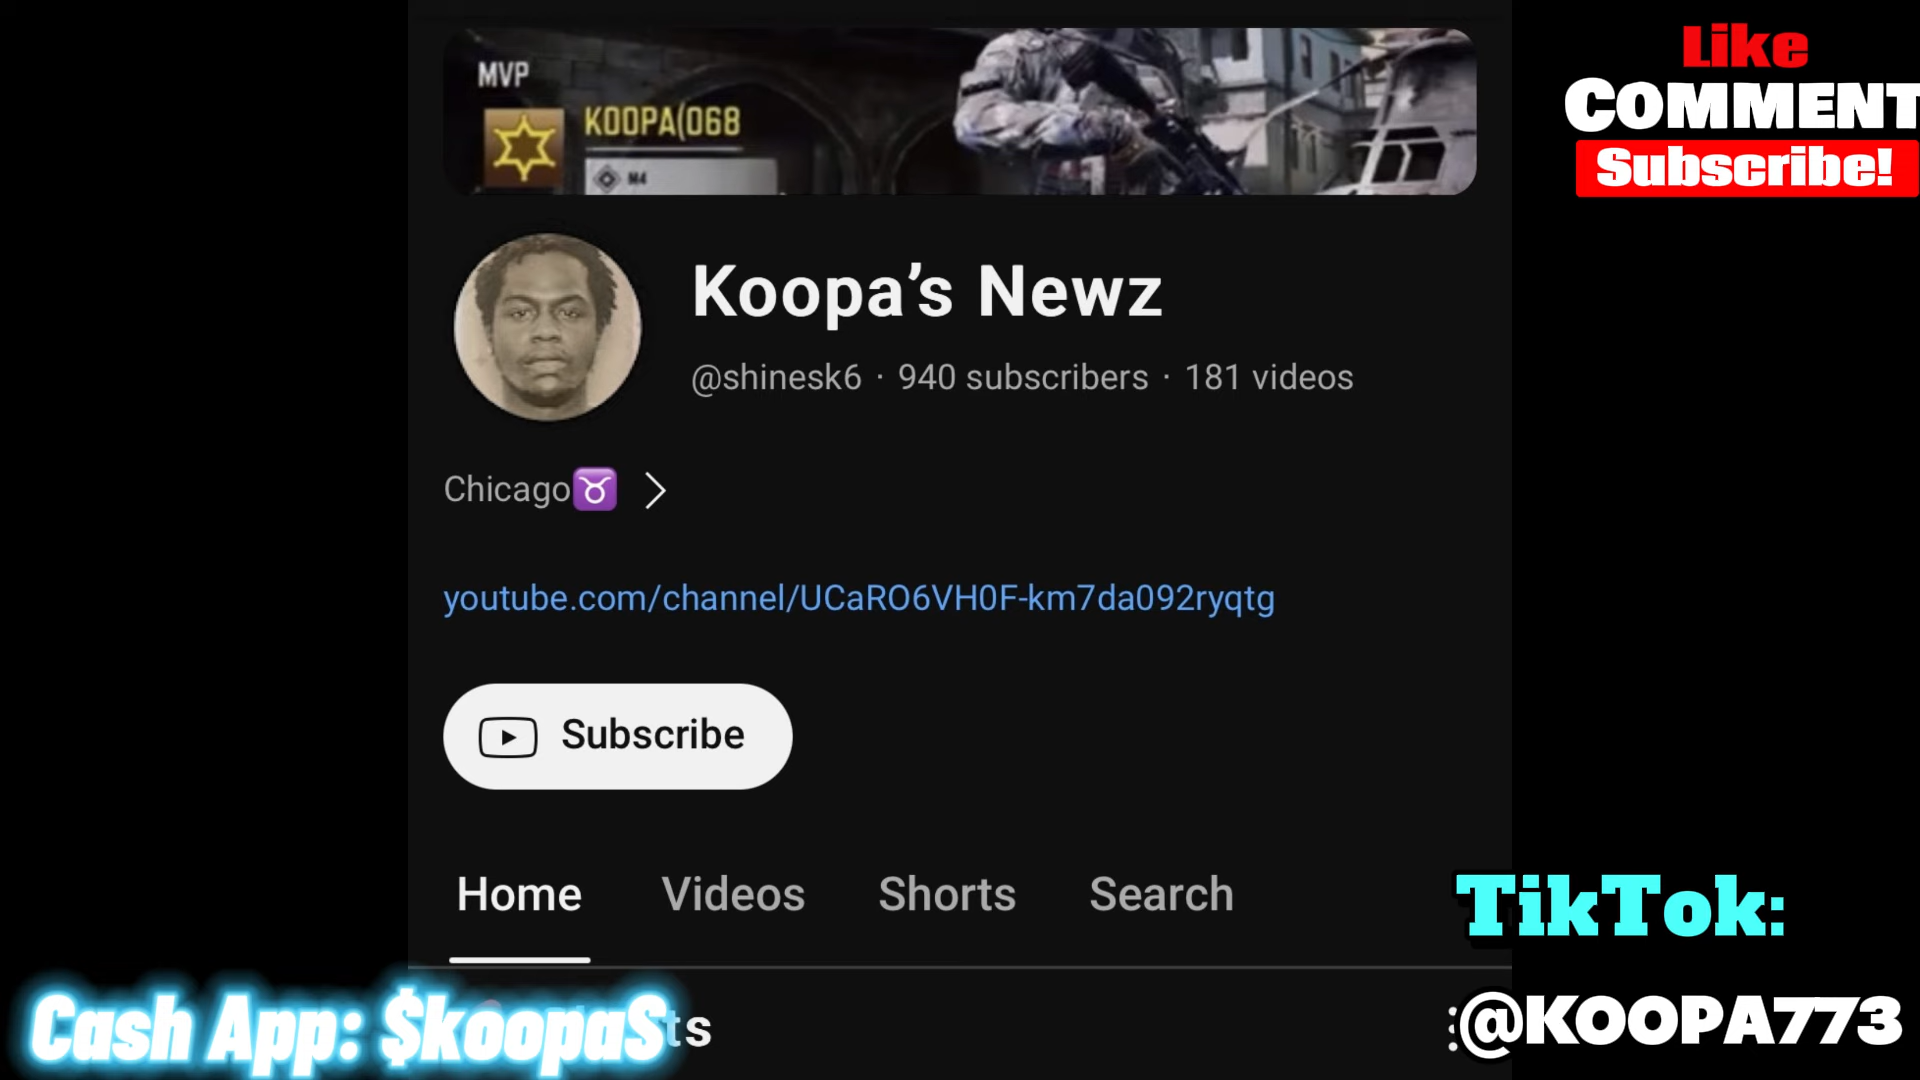 MVP
KOOPA(068
M4
Like
COMMENT
Subscribe!
Koopa’s Newz
@shinesk6 · 940 subscribers · 181 videos
Chicago♉
youtube.com/channel/UCaRO6VH0F-km7da092ryqtg
Subscribe
Home Videos Shorts Search
TikTok:
@KOOPA773
Cash App: $koopaS
ts